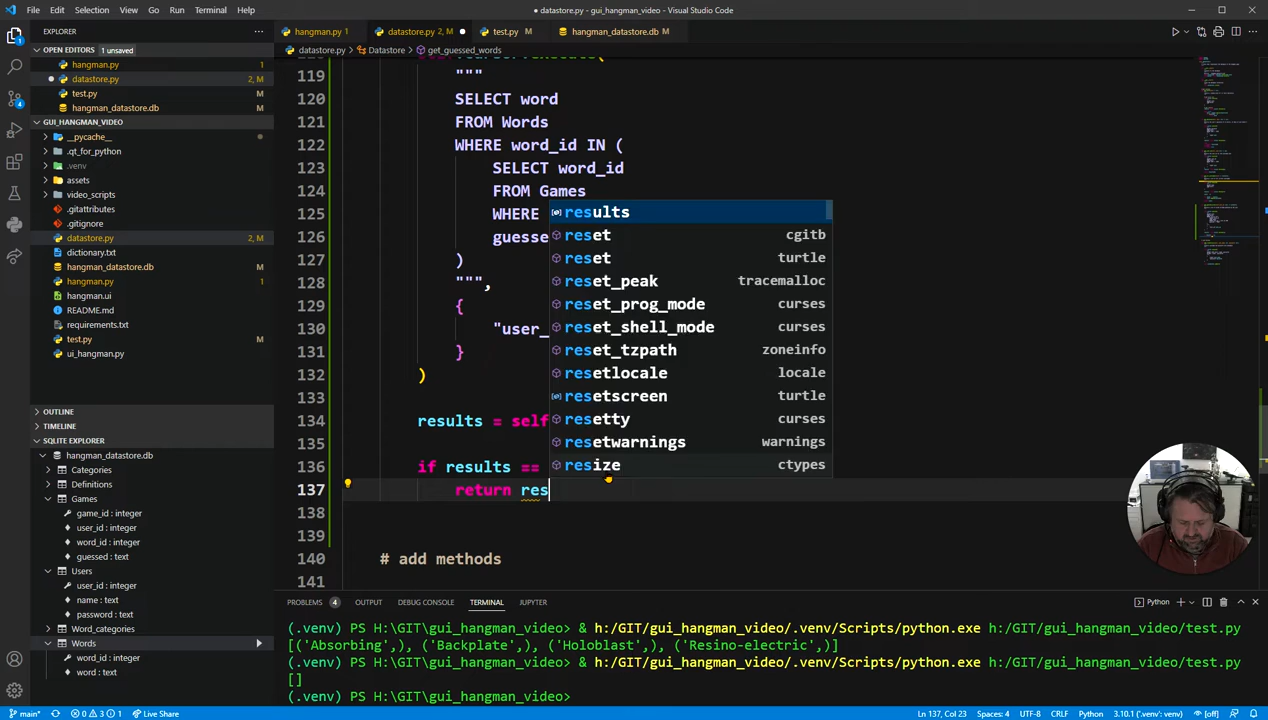 File Edit Selection View Go Run Terminal Help
● datastore.py - gui_hangman_video - Visual Studio Code
EXPLORER
hangman.py 1 datastore.py 2, M ● test.py M hangman_datastore.db M
datastore.py > Datastore > get_guessed_words
OPEN EDITORS 1 unsaved
hangman.py 1
datastore.py 2, M
test.py M
hangman_datastore.db M
GUI_HANGMAN_VIDEO
__pycache__
.qt_for_python
.venv
assets
video_scripts
.gitattributes
.gitignore
datastore.py 2, M
dictionary.txt
hangman_datastore.db M
hangman.py 1
hangman.ui
README.md
requirements.txt
test.py M
ui_hangman.py
OUTLINE
TIMELINE
SQLITE EXPLORER
hangman_datastore.db
Categories
Definitions
Games
game_id : integer
user_id : integer
word_id : integer
guessed : text
Users
user_id : integer
name : text
password : text
Word_categories
Words
word_id : integer
word : text
119 """
120 SELECT word
121 FROM Words
122 WHERE word_id IN (
123 SELECT word_id
124 FROM Games
125 WHERE
126 guesse
127 )
128 """,
129 {
130 "user_
131 }
132 )
133
134 results = self
135
136 if results ==
137 return res
138
139
140 # add methods
141
results
reset cgitb
reset turtle
reset_peak tracemalloc
reset_prog_mode curses
reset_shell_mode curses
reset_tzpath zoneinfo
resetlocale locale
resetscreen turtle
resetty curses
resetwarnings warnings
resize ctypes
PROBLEMS 4 OUTPUT DEBUG CONSOLE TERMINAL JUPYTER Python
(.venv) PS H:\GIT\gui_hangman_video> & h:/GIT/gui_hangman_video/.venv/Scripts/python.exe h:/GIT/gui_hangman_video/test.py
[('Absorbing',), ('Backplate',), ('Holoblast',), ('Resino-electric',)]
(.venv) PS H:\GIT\gui_hangman_video> & h:/GIT/gui_hangman_video/.venv/Scripts/python.exe h:/GIT/gui_hangman_video/test.py
[]
(.venv) PS H:\GIT\gui_hangman_video>
main* 0 3 1 Live Share Ln 137, Col 23 Spaces: 4 UTF-8 CRLF Python 3.10.1 ('.venv': venv) [off]